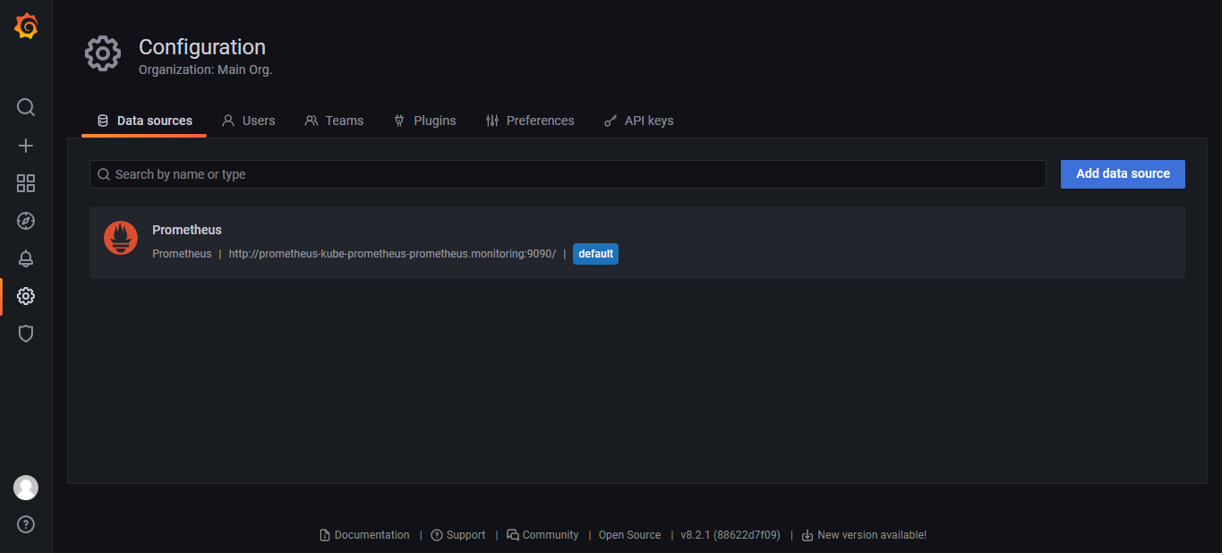 Configuration
Organization: Main Org.
Data sources Users Teams Plugins Preferences API keys
Search by name or type Add data source
Prometheus
Prometheus | http://prometheus-kube-prometheus-prometheus.monitoring:9090/ | default
Documentation | Support | Community | Open Source | v8.2.1 (88622d7f09) | New version available!